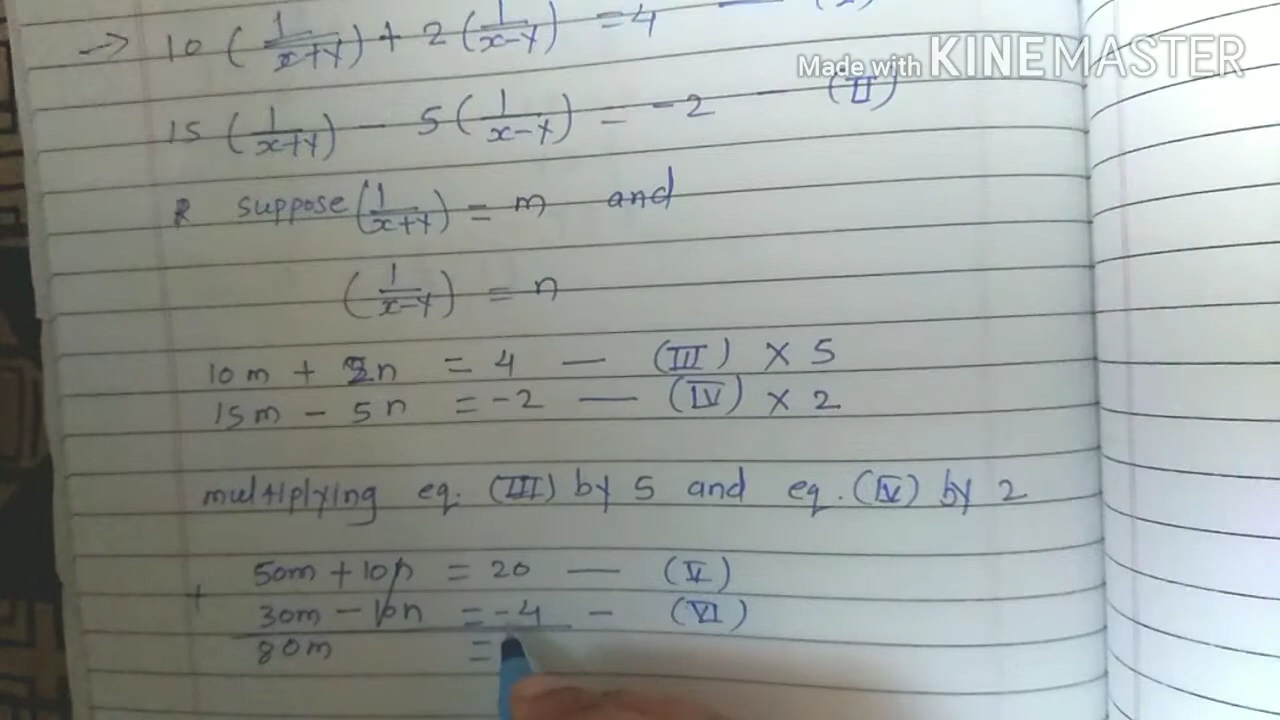 Made with KINEMASTER
→ 10 (1/(x+y)) + 2 (1/(x-y)) = 4 —
15 (1/(x+y)) - 5 (1/(x-y)) = -2 — (II)
suppose (1/(x+y)) = m and
(1/(x-y)) = n
10m + 2n = 4 — (III) × 5
15m - 5n = -2 — (IV) × 2
multiplying eq. (III) by 5 and eq. (IV) by 2
50m + 10n = 20 — (V)
+ 30m - 10n = -4 — (VI)
80m =